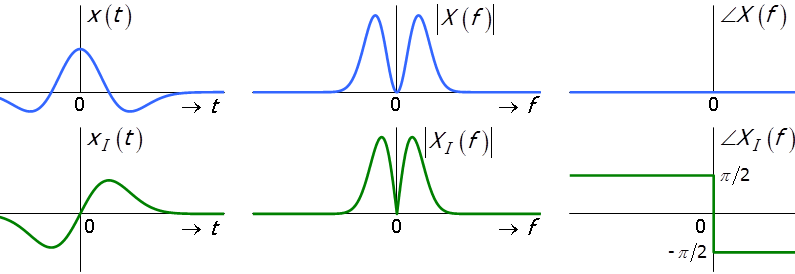 x(t)
|X(f)|
∠X(f)
0
→ t
0
→ f
0
x_I(t)
|X_I(f)|
∠X_I(f)
π/2
0
→ t
0
→ f
0
-π/2